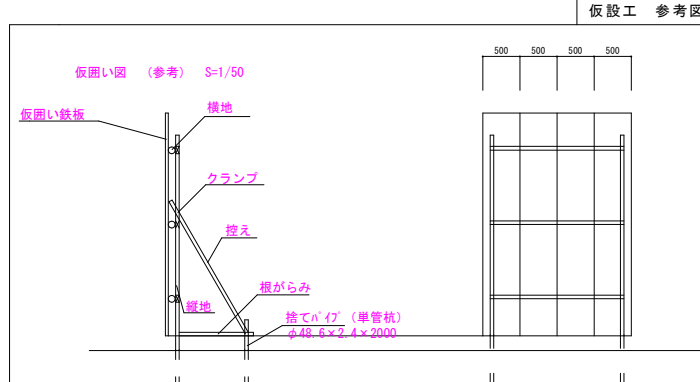 仮設工　参考図
仮囲い図　（参考）　S=1/50
500 500 500 500
仮囲い鉄板
横地
クランプ
控え
根がらみ
縦地
捨てパイプ（単管杭）
φ48.6×2.4×2000